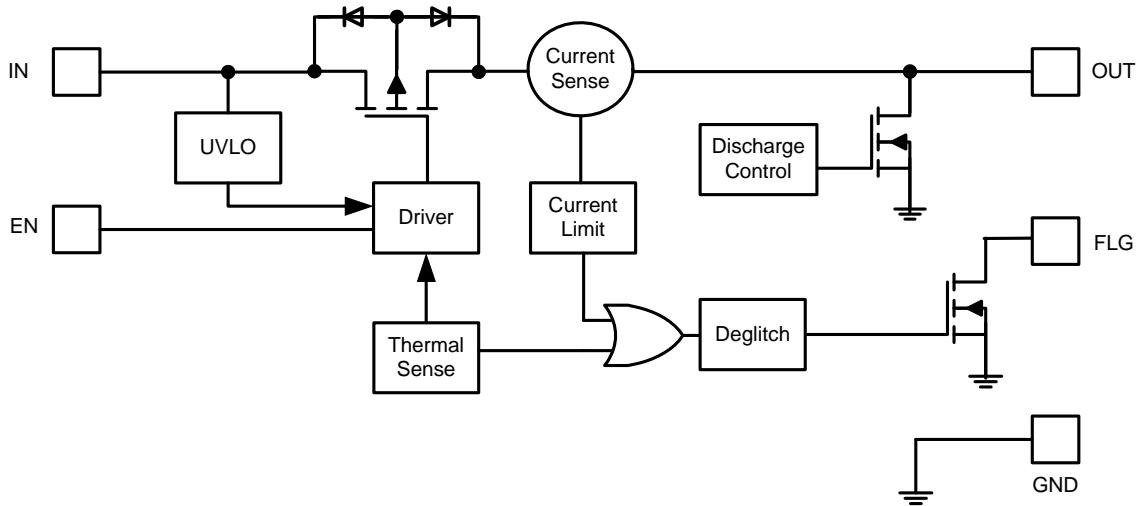 IN
Current
Sense
OUT
UVLO
Discharge
Control
EN
Driver
Current
Limit
FLG
Thermal
Sense
Deglitch
GND